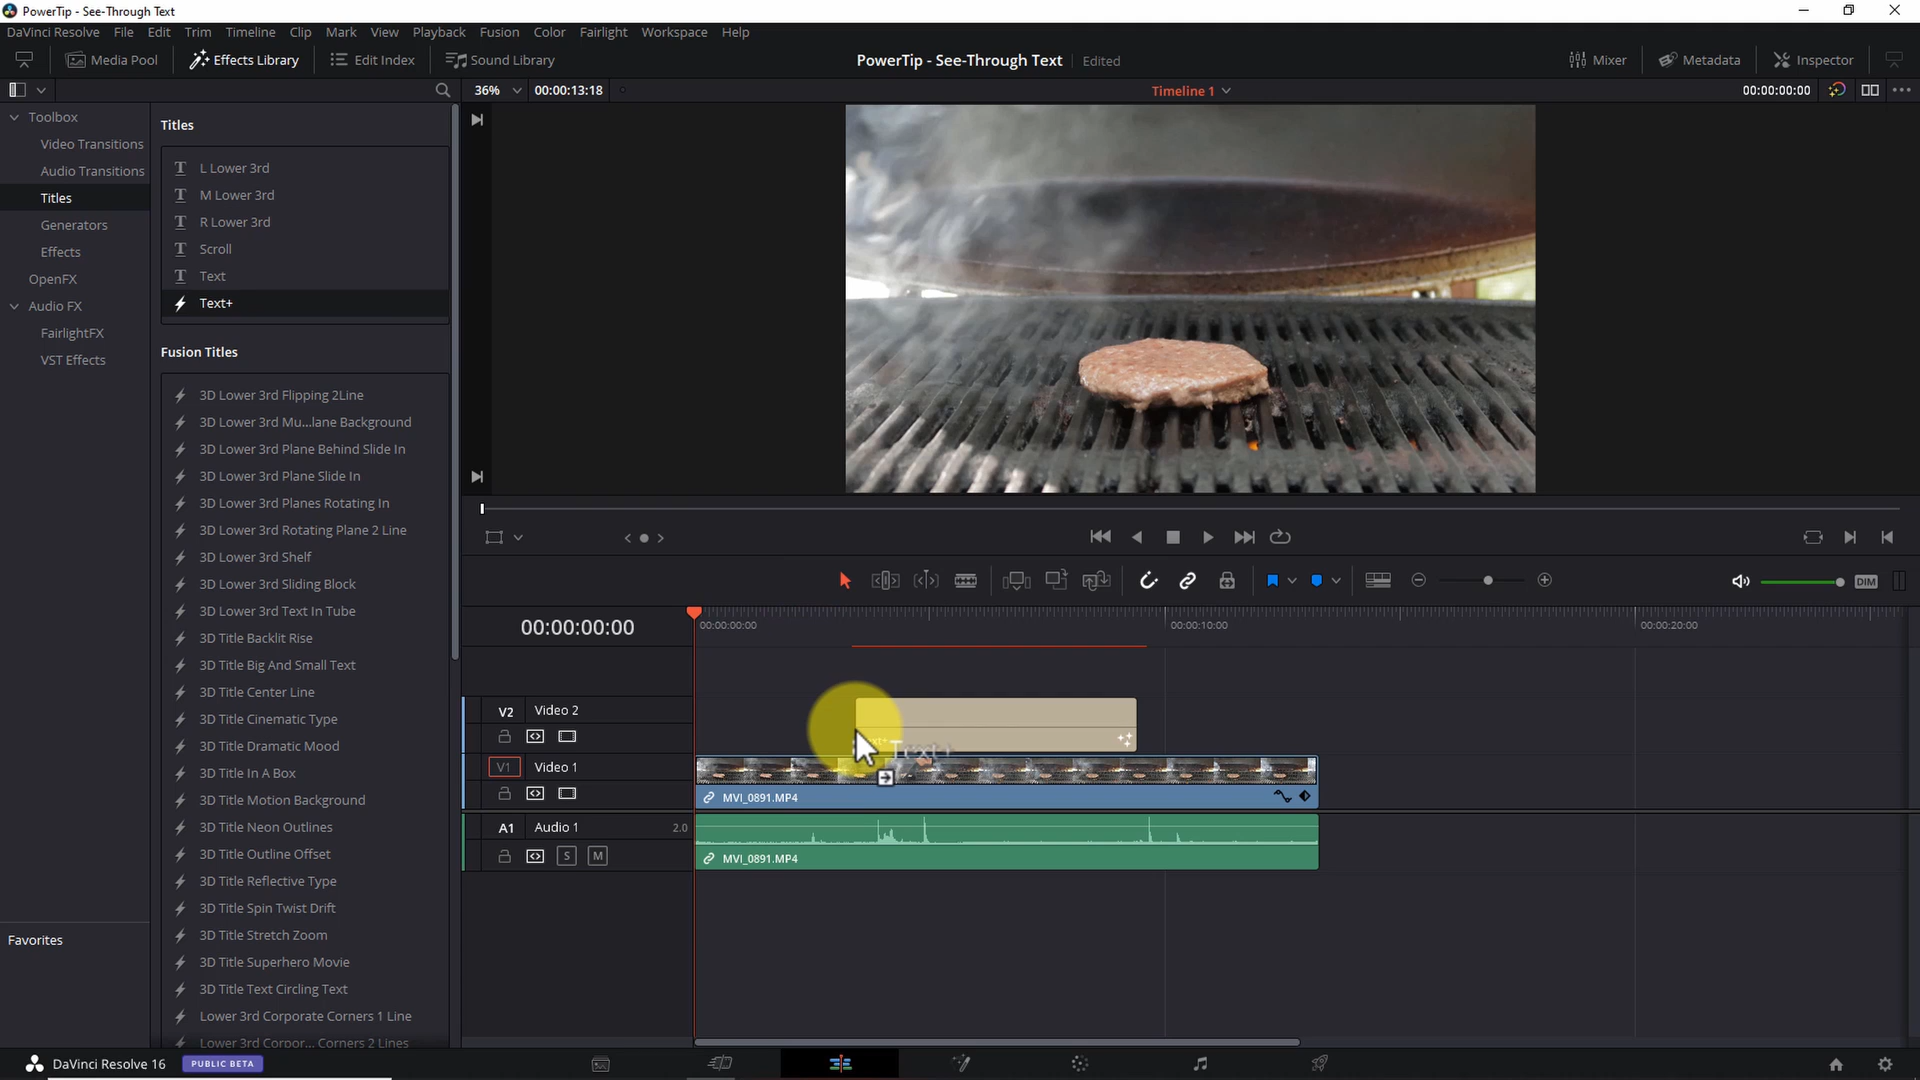 PowerTip - See-Through Text
DaVinci Resolve File Edit Trim Timeline Clip Mark View Playback Fusion Color Fairlight Workspace Help
Media Pool Effects Library Edit Index Sound Library PowerTip - See-Through Text Edited Mixer Metadata Inspector
36% 00:00:13:18 Timeline 1 00:00:00:00
Toolbox
Video Transitions
Audio Transitions
Titles
Generators
Effects
OpenFX
Audio FX
FairlightFX
VST Effects
Favorites
Titles
L Lower 3rd
M Lower 3rd
R Lower 3rd
Scroll
Text
Text+
Fusion Titles
3D Lower 3rd Flipping 2Line
3D Lower 3rd Mu...lane Background
3D Lower 3rd Plane Behind Slide In
3D Lower 3rd Plane Slide In
3D Lower 3rd Planes Rotating In
3D Lower 3rd Rotating Plane 2 Line
3D Lower 3rd Shelf
3D Lower 3rd Sliding Block
3D Lower 3rd Text In Tube
3D Title Backlit Rise
3D Title Big And Small Text
3D Title Center Line
3D Title Cinematic Type
3D Title Dramatic Mood
3D Title In A Box
3D Title Motion Background
3D Title Neon Outlines
3D Title Outline Offset
3D Title Reflective Type
3D Title Spin Twist Drift
3D Title Stretch Zoom
3D Title Superhero Movie
3D Title Text Circling Text
Lower 3rd Corporate Corners 1 Line
Lower 3rd Corpor... Corners 2 Lines
DIM
00:00:00:00
00:00:00:00 00:00:10:00 00:00:20:00
V2 Video 2
Text+
V1 Video 1
MVI_0891.MP4
A1 Audio 1 2.0
S M
MVI_0891.MP4
DaVinci Resolve 16 PUBLIC BETA